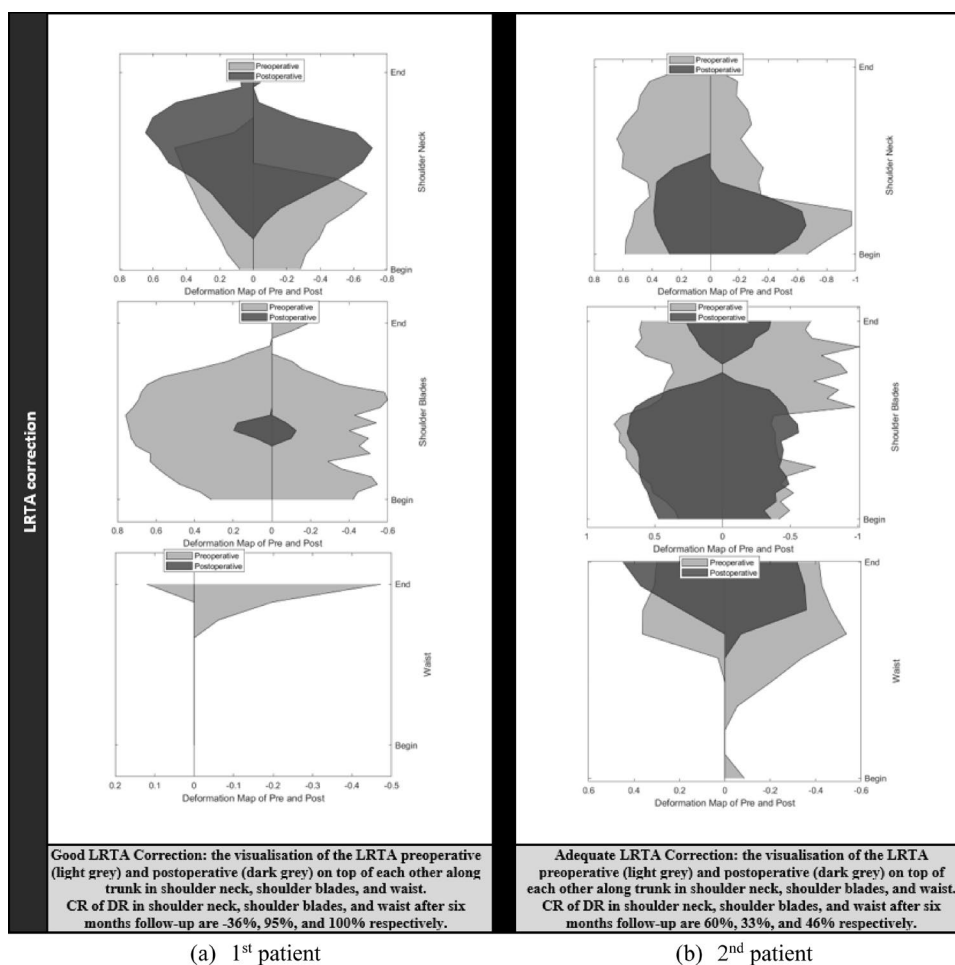 LRTA correction
Preoperative
Postoperative
End
Shoulder Neck
Begin
0.8 0.6 0.4 0.2 0 -0.2 -0.4 -0.6 -0.8
Deformation Map of Pre and Post
Preoperative
Postoperative
End
Shoulder Blades
Begin
0.8 0.6 0.4 0.2 0 -0.2 -0.4 -0.6
Deformation Map of Pre and Post
Preoperative
Postoperative
End
Waist
Begin
0.2 0.1 0 -0.1 -0.2 -0.3 -0.4 -0.5
Deformation Map of Pre and Post
Good LRTA Correction: the visualisation of the LRTA preoperative
(light grey) and postoperative (dark grey) on top of each other along
trunk in shoulder neck, shoulder blades, and waist.
CR of DR in shoulder neck, shoulder blades, and waist after six
months follow-up are -36%, 95%, and 100% respectively.
(a) 1st patient
Preoperative
Postoperative
End
Shoulder Neck
Begin
0.8 0.6 0.4 0.2 0 -0.2 -0.4 -0.6 -0.8 -1
Deformation Map of Pre and Post
Preoperative
Postoperative
End
Shoulder Blades
Begin
1 0.5 0 -0.5 -1
Deformation Map of Pre and Post
Preoperative
Postoperative
End
Waist
Begin
0.6 0.4 0.2 0 -0.2 -0.4 -0.6
Deformation Map of Pre and Post
Adequate LRTA Correction: the visualisation of the LRTA
preoperative (light grey) and postoperative (dark grey) on top of
each other along trunk in shoulder neck, shoulder blades, and waist.
CR of DR in shoulder neck, shoulder blades, and waist after six
months follow-up are 60%, 33%, and 46% respectively.
(b) 2nd patient